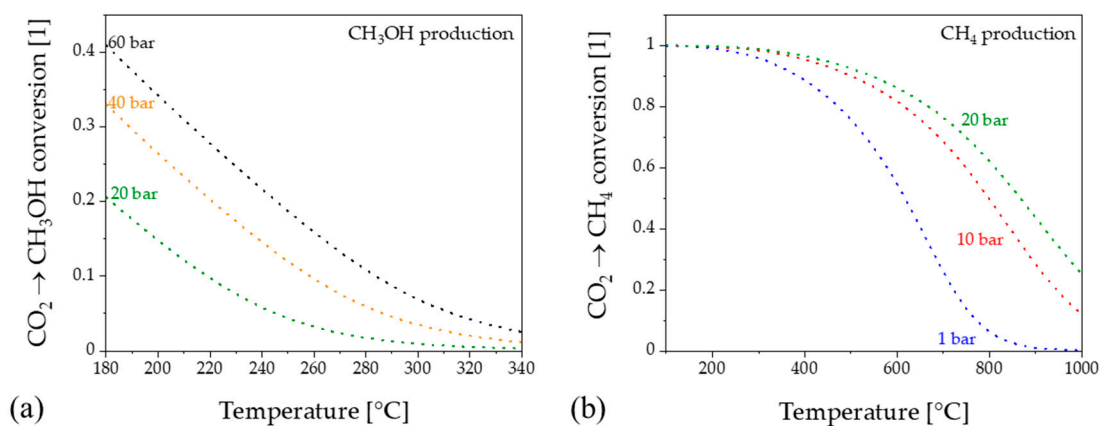 CH₃OH production
60 bar
40 bar
20 bar
0.4
0.3
0.2
0.1
0
180 200 220 240 260 280 300 320 340
CO₂ → CH₃OH conversion [1]
Temperature [°C]
(a)
CH₄ production
20 bar
10 bar
1 bar
1
0.8
0.6
0.4
0.2
0
200 400 600 800 1000
CO₂ → CH₄ conversion [1]
Temperature [°C]
(b)